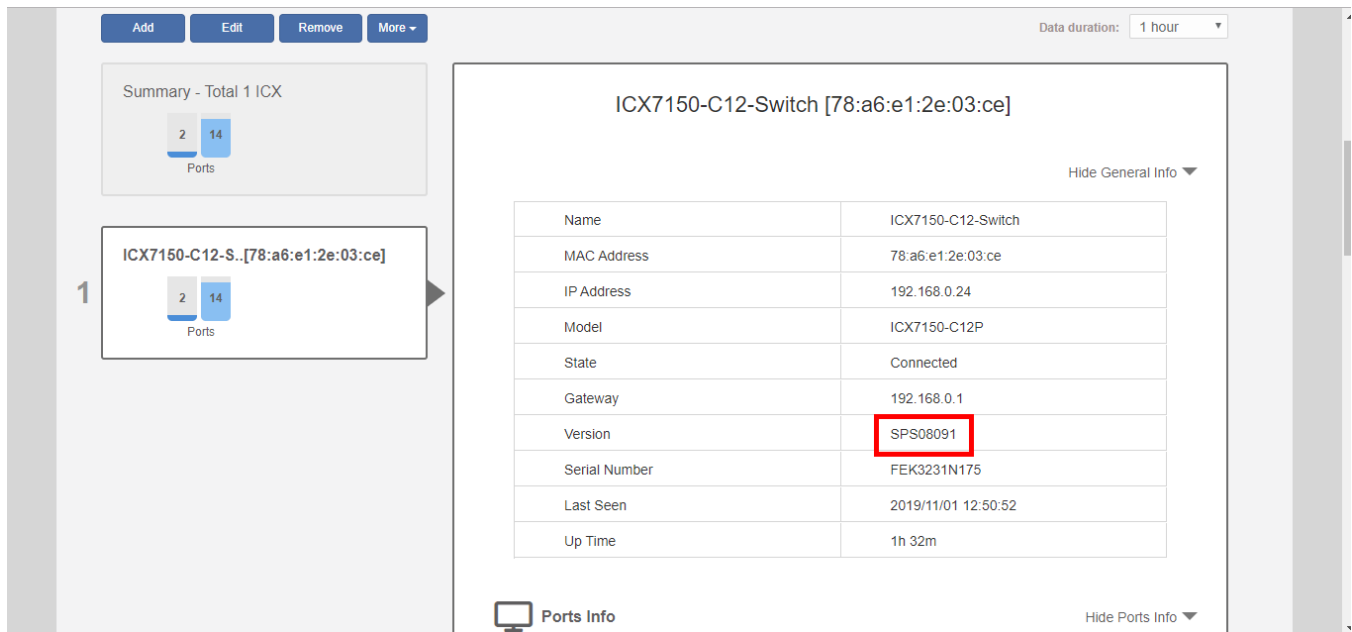 Add Edit Remove More Data duration: 1 hour
Summary - Total 1 ICX
2 14
Ports
1
ICX7150-C12-S..[78:a6:e1:2e:03:ce]
2 14
Ports
ICX7150-C12-Switch [78:a6:e1:2e:03:ce]
Hide General Info
Name ICX7150-C12-Switch
MAC Address 78:a6:e1:2e:03:ce
IP Address 192.168.0.24
Model ICX7150-C12P
State Connected
Gateway 192.168.0.1
Version SPS08091
Serial Number FEK3231N175
Last Seen 2019/11/01 12:50:52
Up Time 1h 32m
Ports Info Hide Ports Info